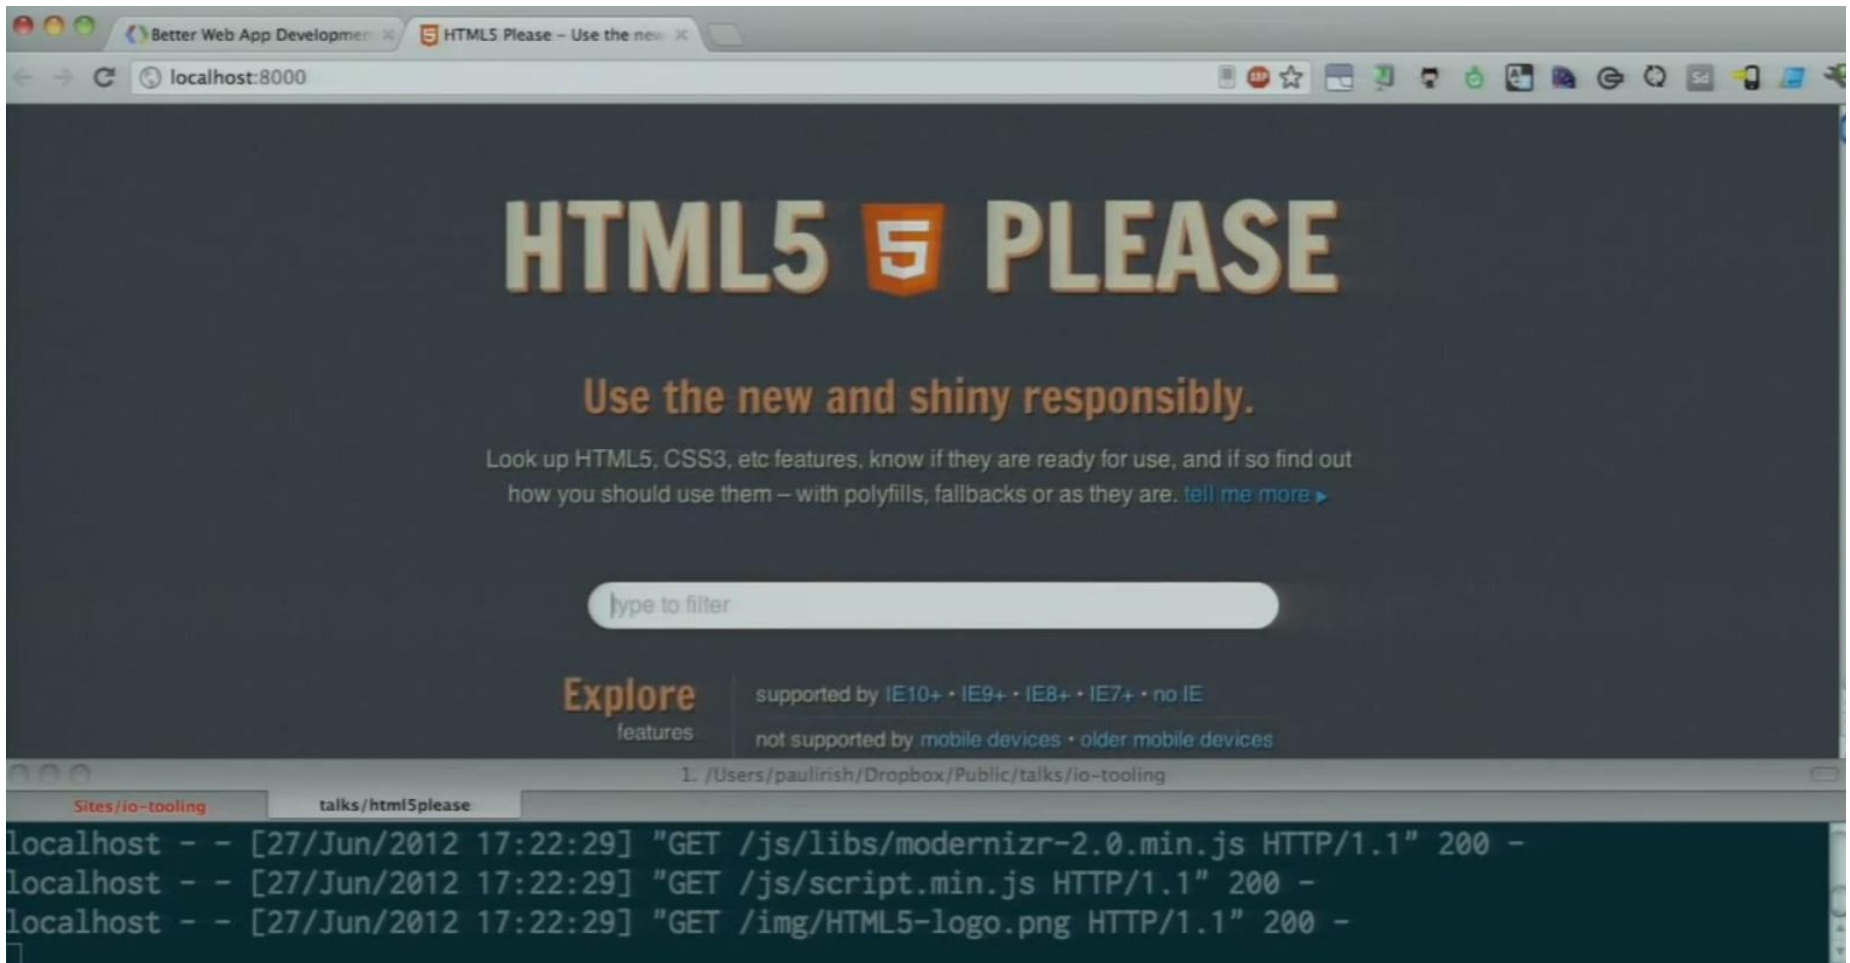 Better Web App Developmen
HTML5 Please – Use the new
localhost:8000
ABP
Sd
HTML5 5 PLEASE
Use the new and shiny responsibly.
Look up HTML5, CSS3, etc features, know if they are ready for use, and if so find out
how you should use them – with polyfills, fallbacks or as they are. tell me more ▸
type to filter
Explore
features
supported by IE10+ • IE9+ • IE8+ • IE7+ • no IE
not supported by mobile devices • older mobile devices
1. /Users/paulirish/Dropbox/Public/talks/io-tooling
Sites/io-tooling
talks/html5please
localhost - - [27/Jun/2012 17:22:29] "GET /js/libs/modernizr-2.0.min.js HTTP/1.1" 200 -
localhost - - [27/Jun/2012 17:22:29] "GET /js/script.min.js HTTP/1.1" 200 -
localhost - - [27/Jun/2012 17:22:29] "GET /img/HTML5-logo.png HTTP/1.1" 200 -